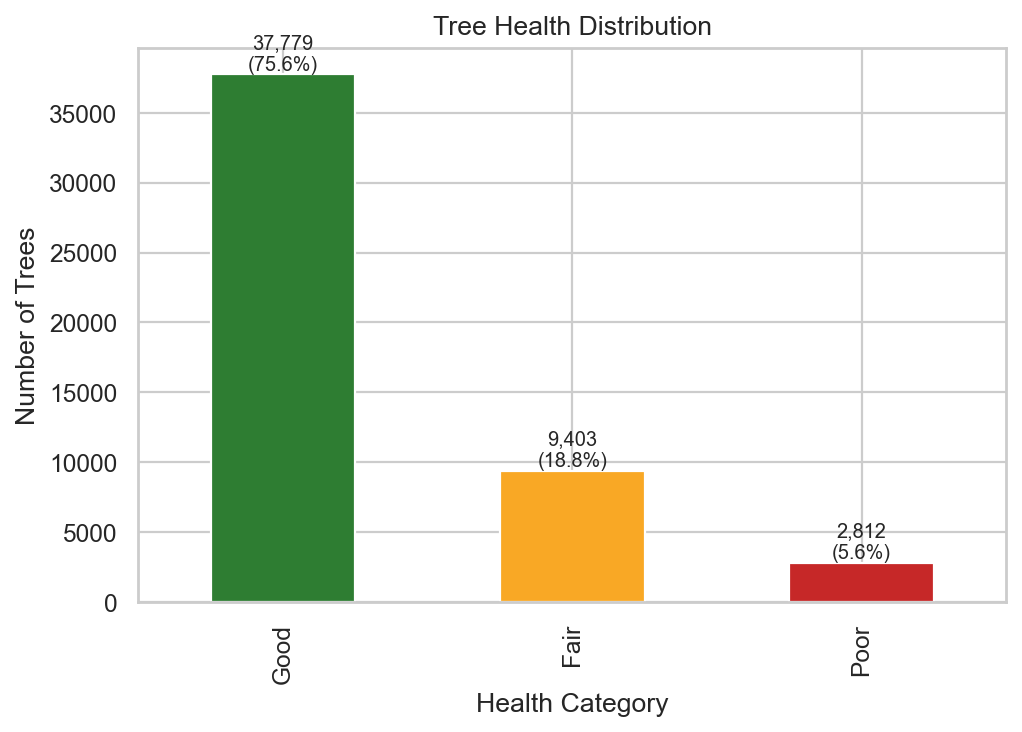 Tree Health Distribution
37,779
(75.6%)
9,403
(18.8%)
2,812
(5.6%)
35000
30000
25000
20000
15000
10000
5000
0
Number of Trees
Good
Fair
Poor
Health Category